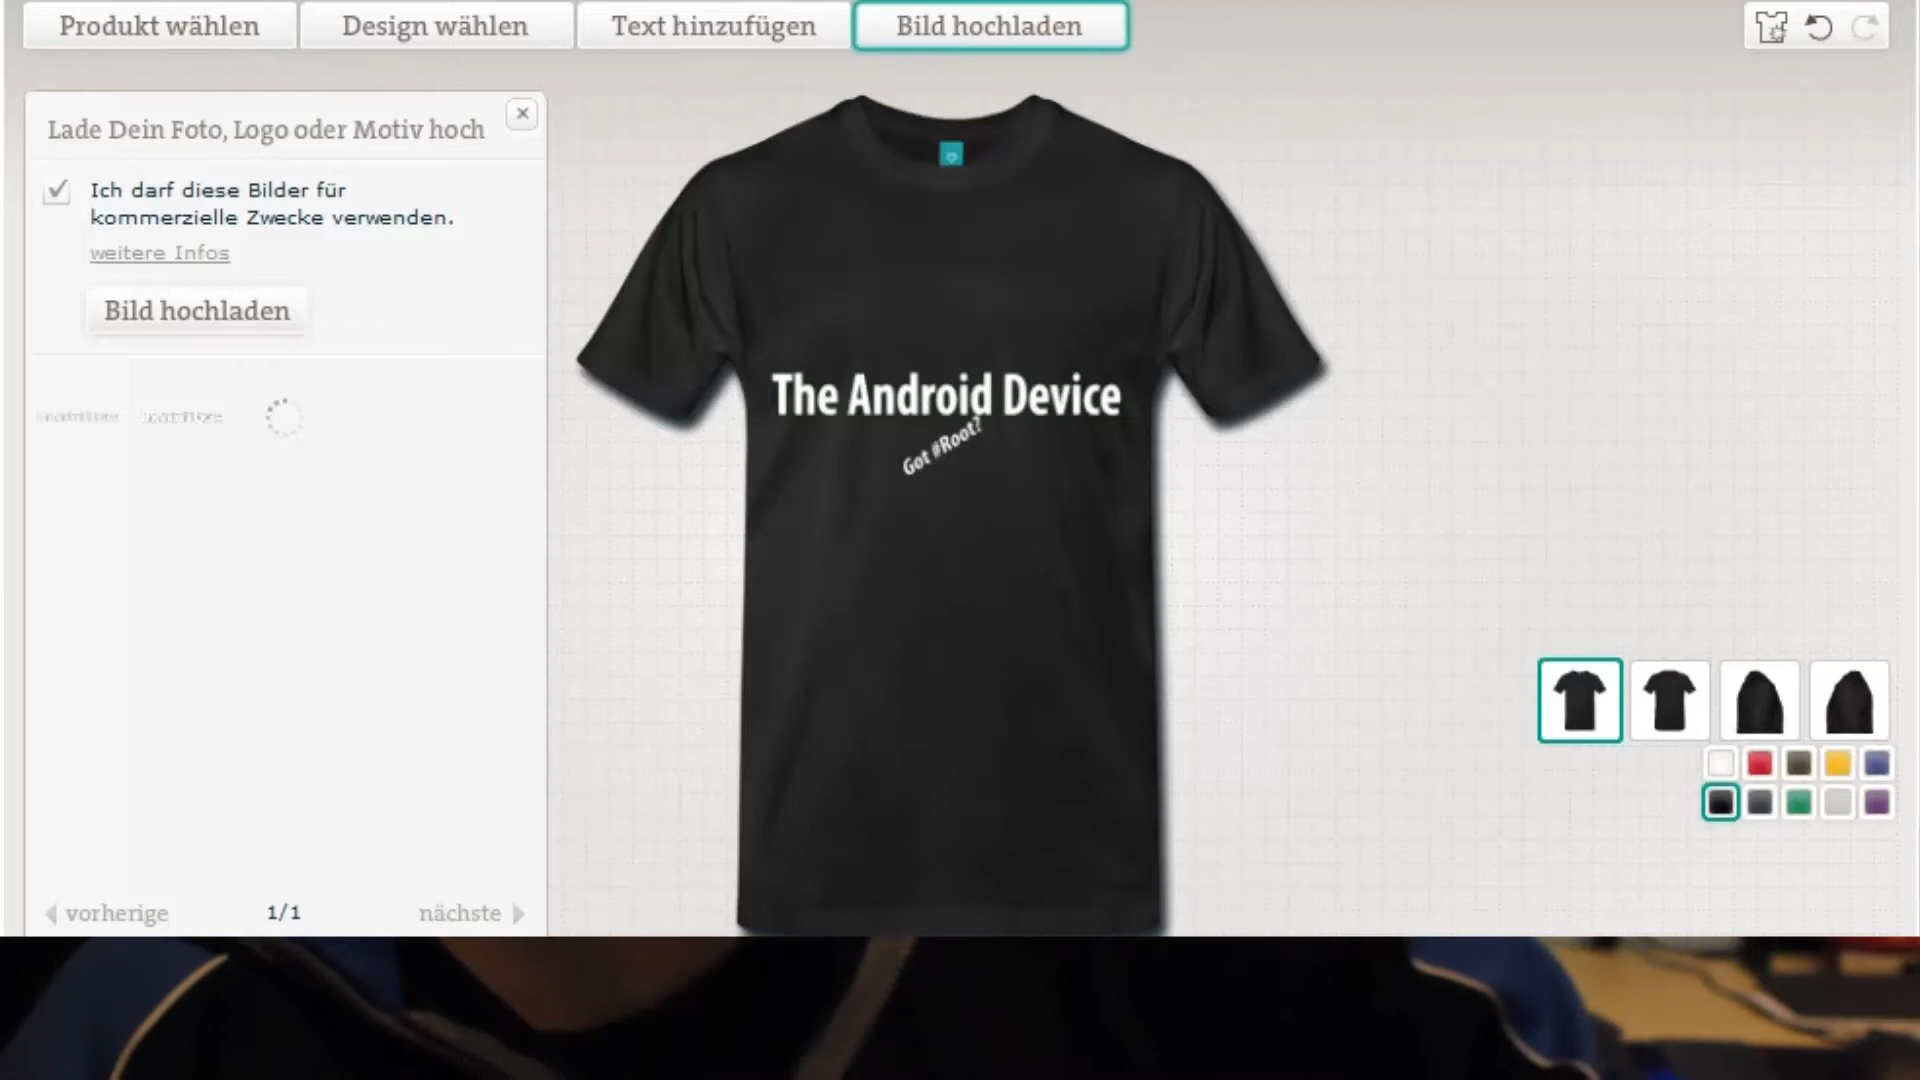 Produkt wählen
Design wählen
Text hinzufügen
Bild hochladen
Lade Dein Foto, Logo oder Motiv hoch
Ich darf diese Bilder für
kommerzielle Zwecke verwenden.
weitere Infos
Bild hochladen
The Android Device
Got #Root?
vorherige
1/1
nächste